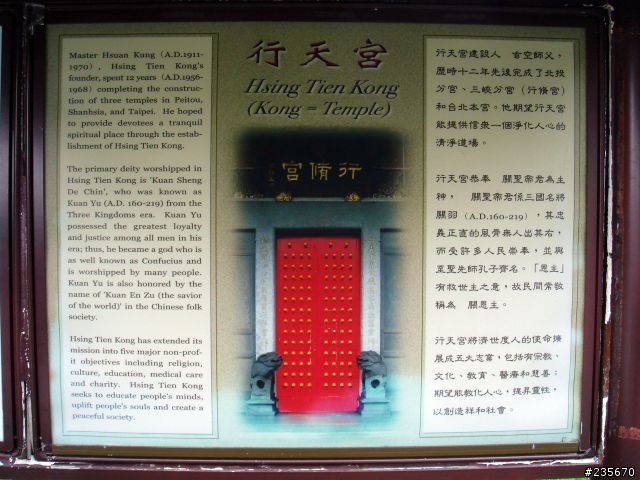 Master Hsuan Kung (A.D.1911-
1970), Hsing Tien Kong's
founder, spent 12 years (A.D.1956-
1968) completing the construc-
tion of three temples in Peitou,
Shanhsia, and Taipei. He hoped
to provide devotees a tranquil
spiritual place through the estab-
lishment of Hsing Tien Kong.
The primary deity worshipped in
Hsing Tien Kong is 'Kuan Sheng
De Chin', who was known as
Kuan Yu (A.D. 160-219) from the
Three Kingdoms era. Kuan Yu
possessed the greatest loyalty
and justice among all men in his
era; thus, he became a god who is
as well known as Confucius and
is worshipped by many people.
Kuan Yu is also honored by the
name of 'Kuan En Zu (the savior
of the world)' in the Chinese folk
society.
Hsing Tien Kong has extended its
mission into five major non-prof-
it objectives including religion,
culture, education, medical care
and charity. Hsing Tien Kong
seeks to educate people's minds,
uplift people's souls and create a
peaceful society.
行天宮
Hsing Tien Kong
(Kong = Temple)
宮脩行
行天宮建設人 玄空師父，
歷時十二年先後完成了北投
分宮、三峽分宮（行脩宮）
和台北本宮。他期望行天宮
能提供信眾一個淨化人心的
清淨道場。
行天宮恭奉 關聖帝君為主
神， 關聖帝君係三國名將
關羽（A.D.160-219），其忠
義正直的風骨無人出其右，
而受許多人民崇奉，並與
至聖先師孔子齊名。「恩主」
有救世主之意，故民間常敬
稱為 關恩主。
行天宮將濟世度人的使命擴
展成五大志業，包括有宗教、
文化、教育、醫療和慈善；
期望能教化人心，提昇靈性，
以創造祥和社會。
#235670